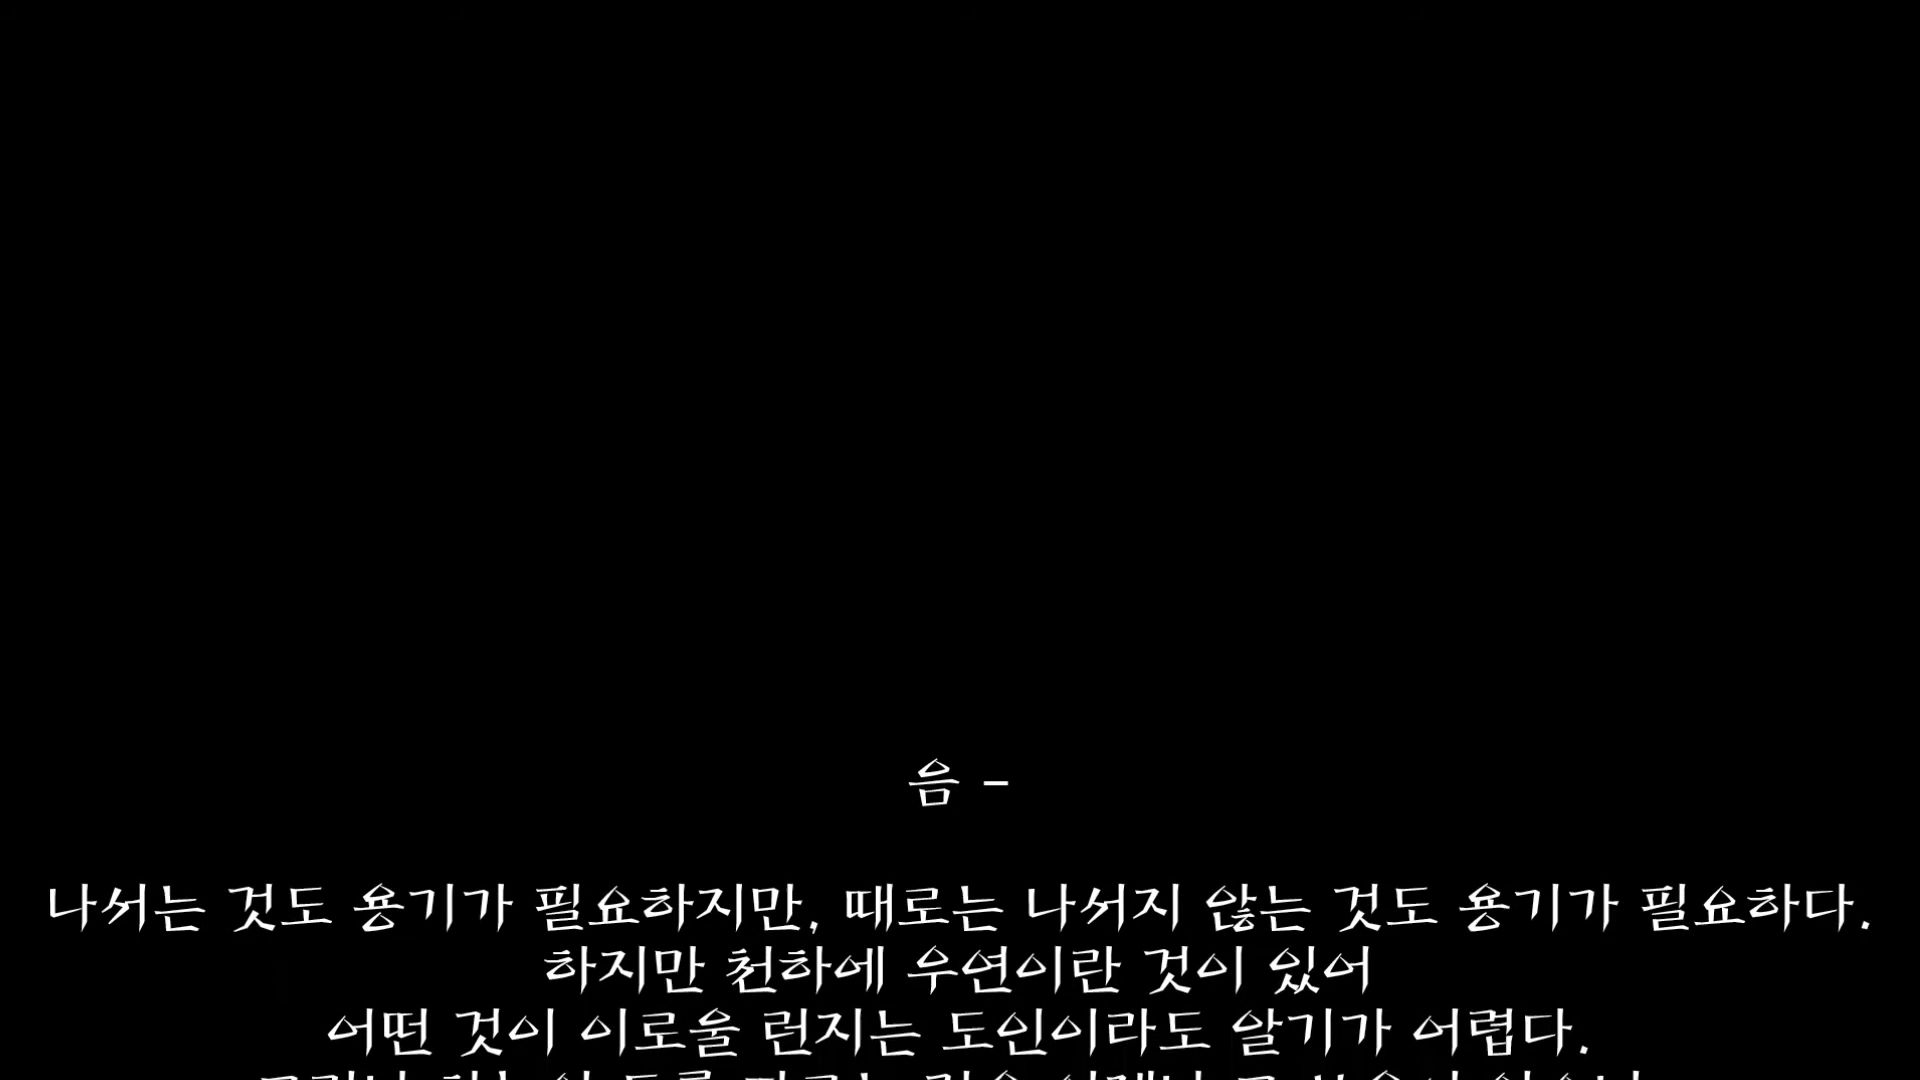 음 -
나서는 것도 용기가 필요하지만, 때로는 나서지 않는 것도 용기가 필요하다.
하지만 천하에 우연이란 것이 있어
어떤 것이 이로울 런지는 도인이라도 알기가 어렵다.